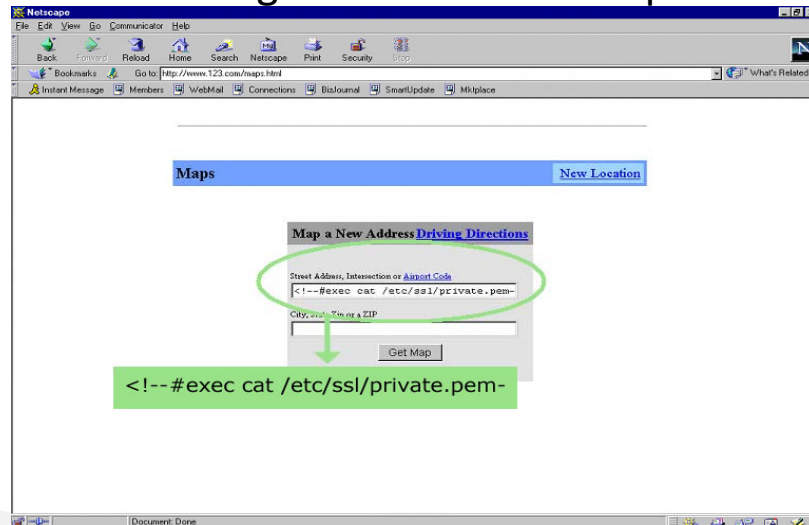 Netscape
File Edit View Go Communicator Help
Back Forward Reload Home Search Netscape Print Security Stop
Bookmarks Go to: http://www.123.com/maps.html What's Related
Instant Message Members WebMail Connections BizJournal SmartUpdate Mktplace
Maps New Location
Map a New Address Driving Directions
Street Address, Intersection or Airport Code
<!--#exec cat /etc/ssl/private.pem-
City, State Zip or a ZIP
Get Map
<!--#exec cat /etc/ssl/private.pem-
Document: Done